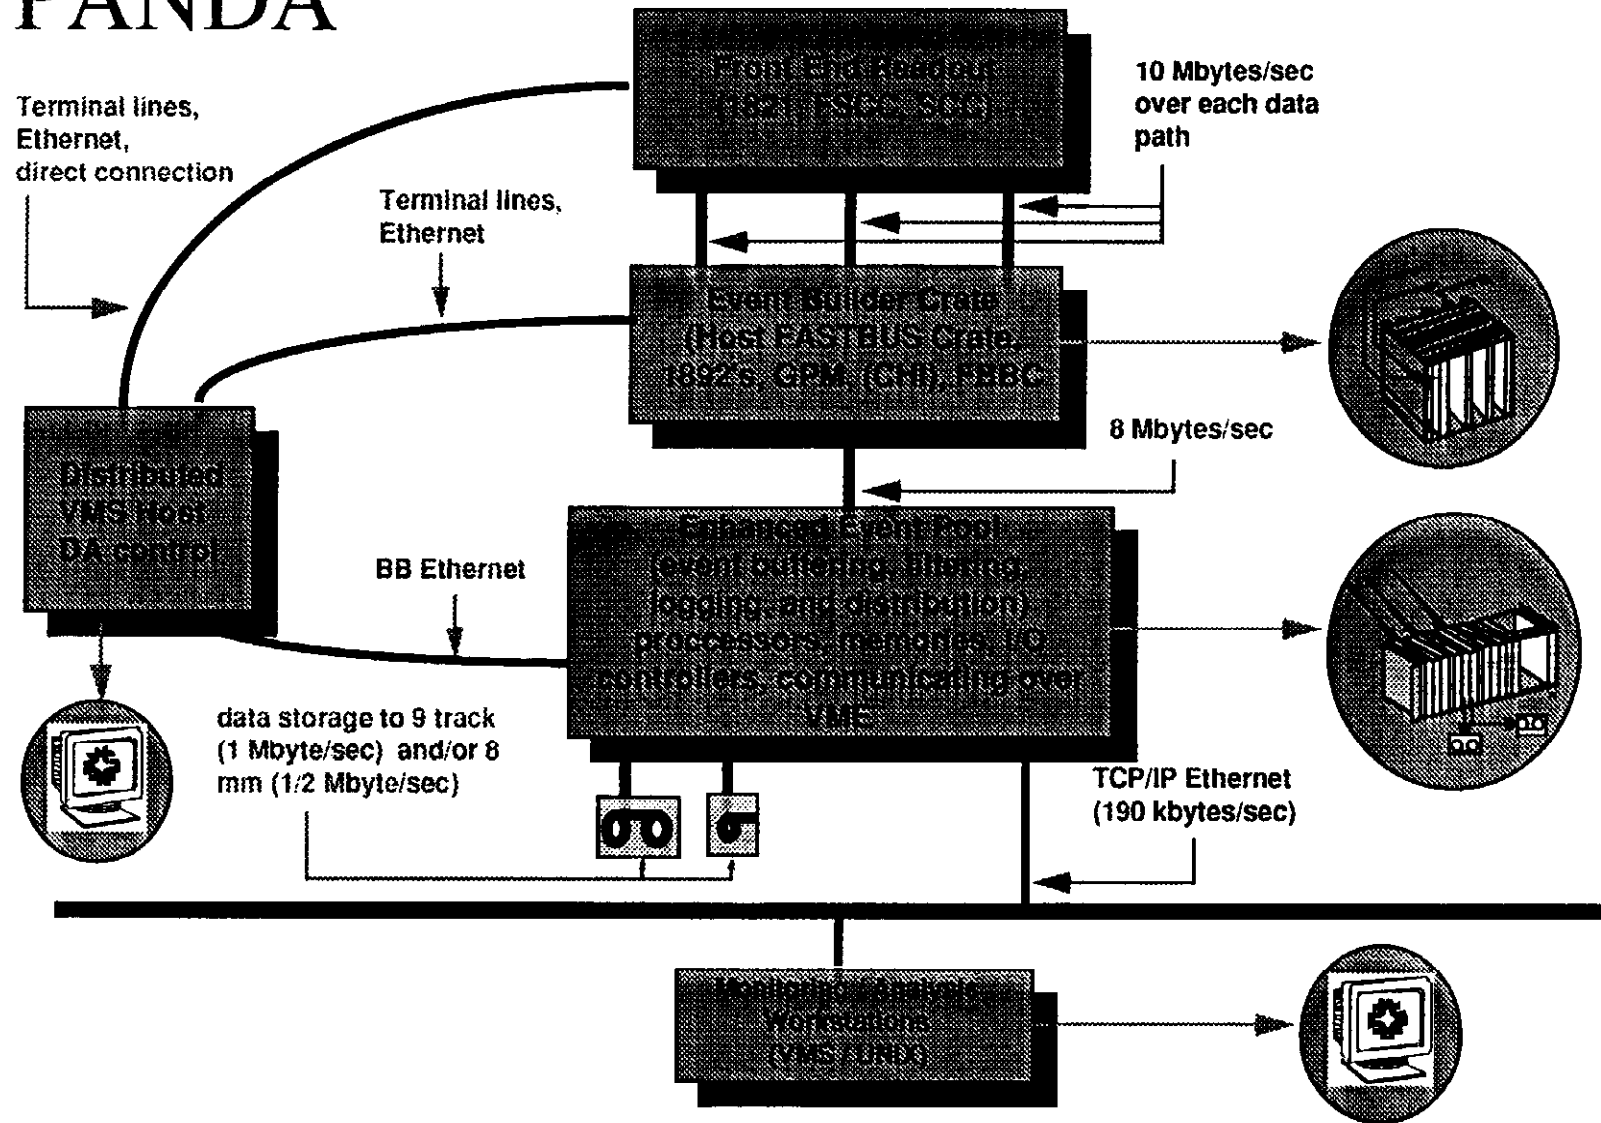 PANDA
Front End Readout
(1821, FSCC, SCC)
10 Mbytes/sec
over each data
path
Terminal lines,
Ethernet,
direct connection
Terminal lines,
Ethernet
Event Builder Crate
(Host FASTBUS Crate,
1892's, GPM, (CHI), FBBC
8 Mbytes/sec
Distributed
VMS Host
DA control
BB Ethernet
Enhanced Event Pool
(event buffering, filtering,
logging, and distribution)
proccessors, memories, I/O
controllers, communicating over
VME
data storage to 9 track
(1 Mbyte/sec) and/or 8
mm (1/2 Mbyte/sec)
TCP/IP Ethernet
(190 kbytes/sec)
Monitoring / Analysis
Workstations
(VMS / UNIX)